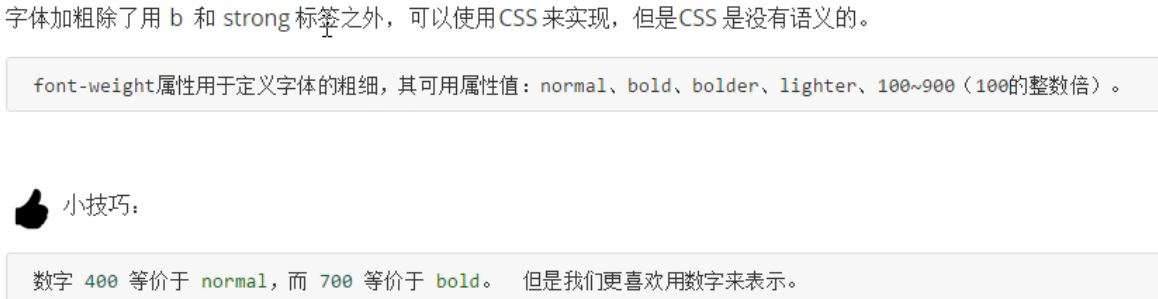 字体加粗除了用 b 和 strong 标签之外，可以使用CSS 来实现，但是CSS 是没有语义的。
font-weight属性用于定义字体的粗细，其可用属性值：normal、bold、bolder、lighter、100~900（100的整数倍）。
小技巧：
数字 400 等价于 normal，而 700 等价于 bold。 但是我们更喜欢用数字来表示。